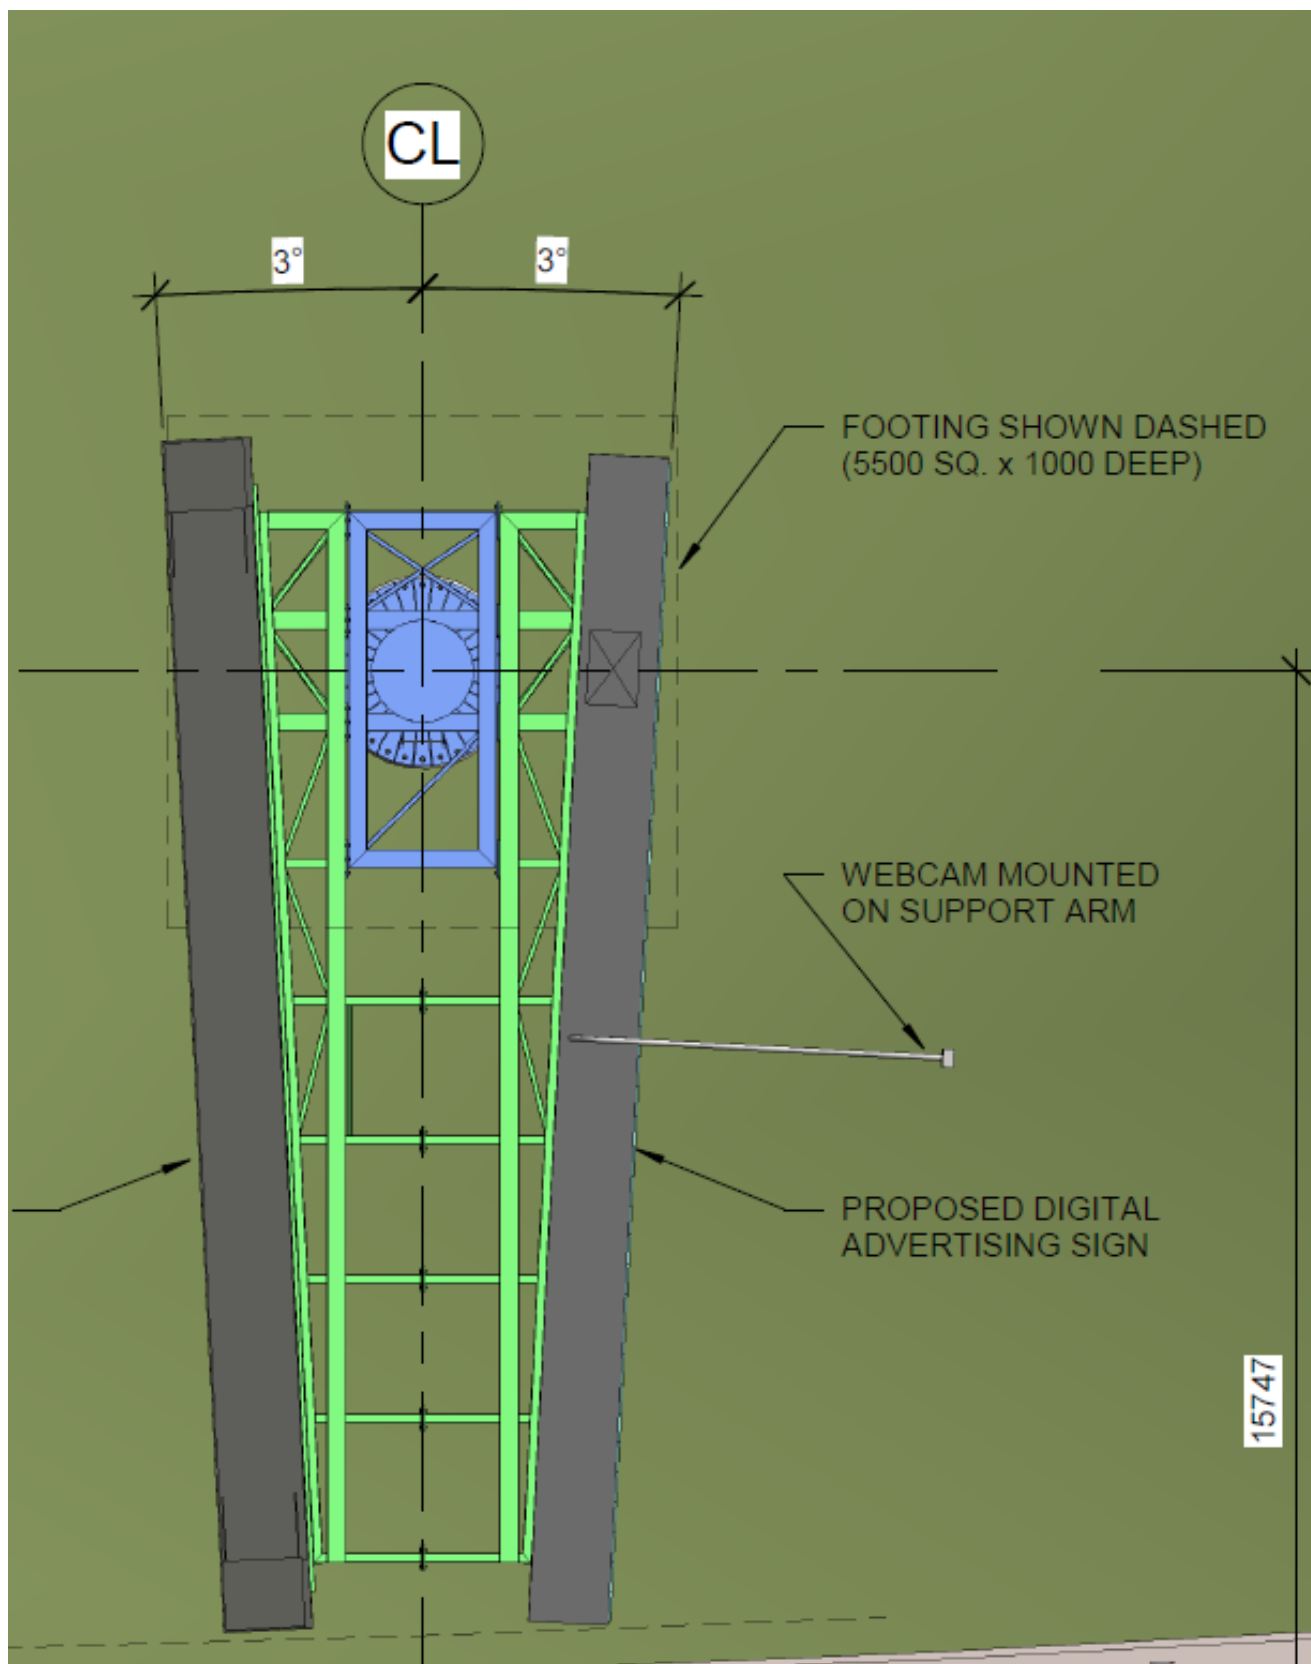 CL
3°
3°
FOOTING SHOWN DASHED
(5500 SQ. x 1000 DEEP)
WEBCAM MOUNTED
ON SUPPORT ARM
PROPOSED DIGITAL
ADVERTISING SIGN
15747